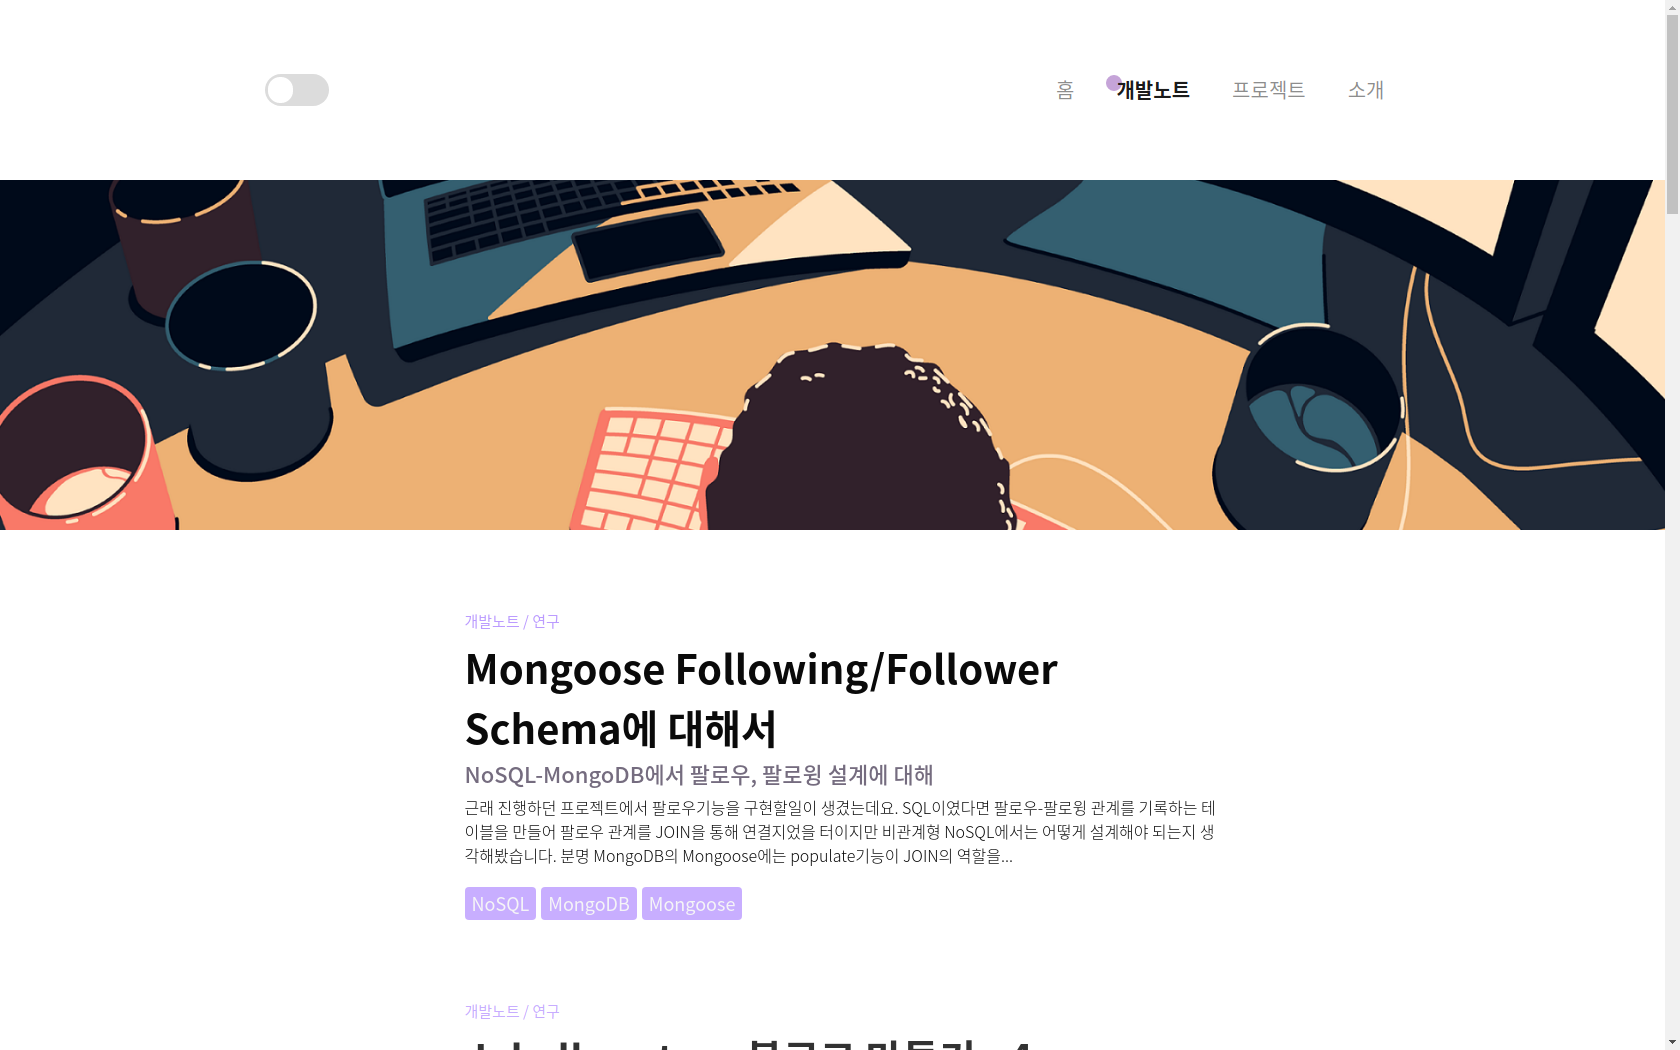 홈
개발노트
프로젝트
소개
개발노트 / 연구
Mongoose Following/Follower
Schema에 대해서
NoSQL-MongoDB에서 팔로우, 팔로윙 설계에 대해
근래 진행하던 프로젝트에서 팔로우기능을 구현할일이 생겼는데요. SQL이였다면 팔로우-팔로윙 관계를 기록하는 테
이블을 만들어 팔로우 관계를 JOIN을 통해 연결지었을 터이지만 비관계형 NoSQL에서는 어떻게 설계해야 되는지 생
각해봤습니다. 분명 MongoDB의 Mongoose에는 populate기능이 JOIN의 역할을...
NoSQL MongoDB Mongoose
개발노트 / 연구